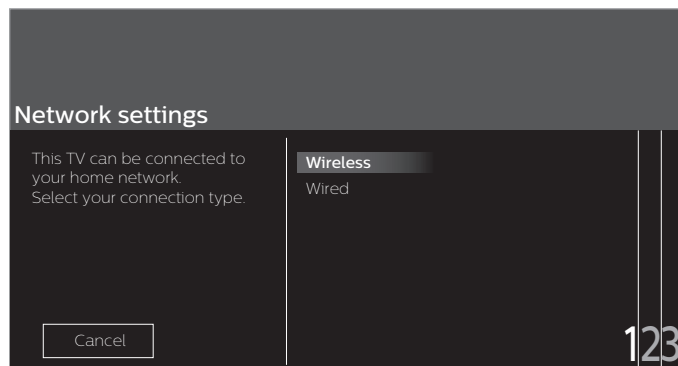 Network settings
This TV can be connected to
your home network.
Select your connection type.
Wireless
Wired
Cancel
123